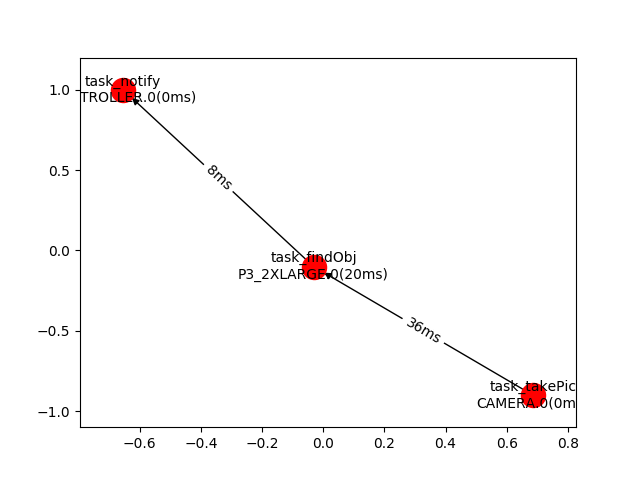 task_notify
TROLLER.0(0ms)
1.0
8ms
0.5
0.0
task_findObj
P3_2XLARGE.0(20ms)
36ms
−0.5
task_takePic
CAMERA.0(0m
−1.0
−0.6 −0.4 −0.2 0.0 0.2 0.4 0.6 0.8